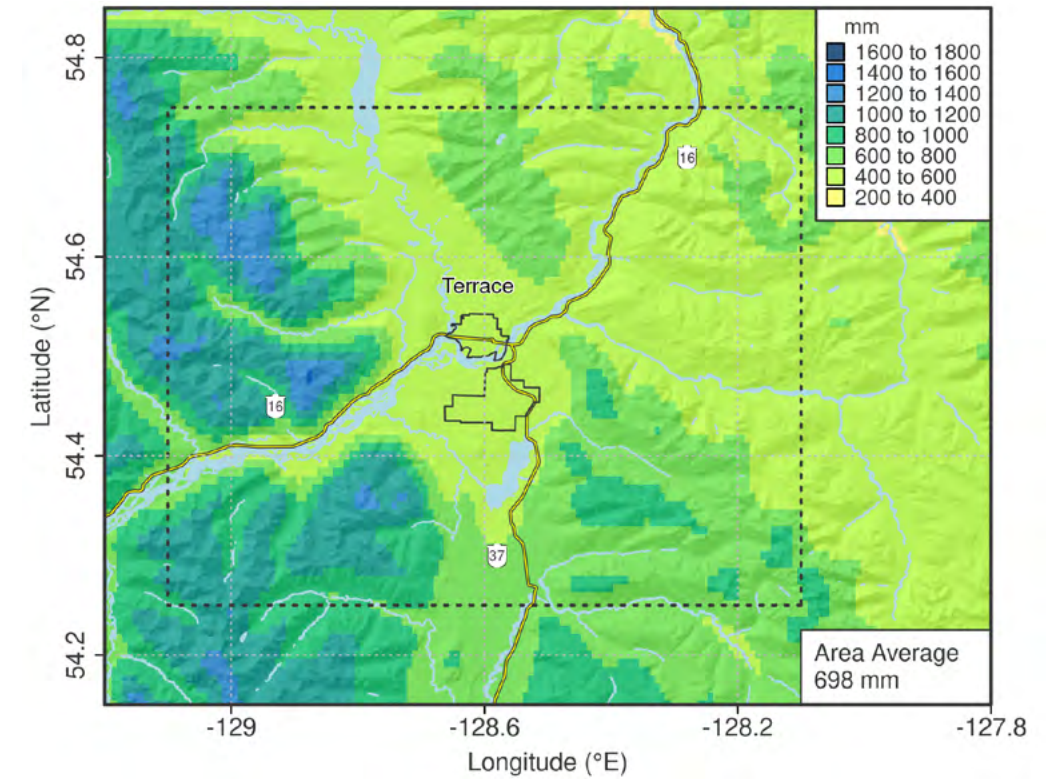 mm
1600 to 1800
1400 to 1600
1200 to 1400
1000 to 1200
800 to 1000
600 to 800
400 to 600
200 to 400
54.8
54.6
54.4
54.2
Latitude (°N)
16
Terrace
16
37
Area Average
698 mm
-129
-128.6
-128.2
-127.8
Longitude (°E)